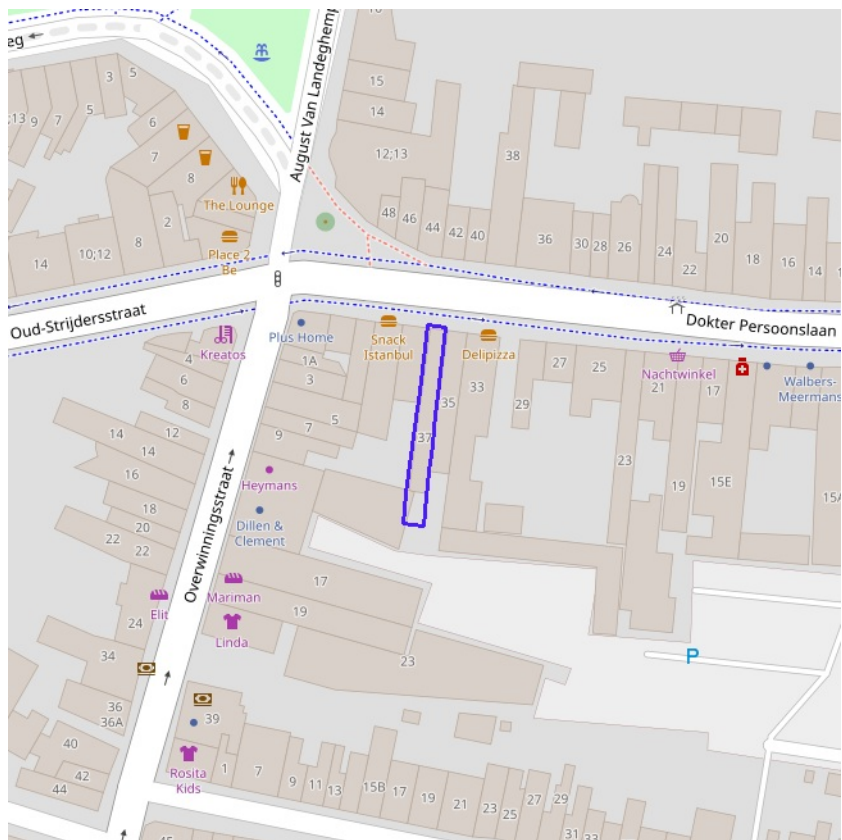 10
eg
August Van Landeghemp
3
5
15
5
6
7
14
;13
9
7
12;13
38
8
The Lounge
48
46
44
42
40
36
30
28
26
24
22
20
18
16
14
2
8
10;12
14
Place 2
Be
Oud-Strijdersstraat
Dokter Persoonslaan
Kreatos
Plus Home
Snack
Istanbul
Delipizza
Nachtwinkel
Walbers-
Meermans
4
6
8
1A
3
5
7
9
27
25
21
17
33
35
29
37
14
12
14
16
18
20
22
22
23
19
15E
15A
Heymans
Dillen &
Clement
Overwinningsstraat
Mariman
Linda
Elit
17
19
23
24
34
36
36A
40
42
44
P
39
Rosita
Kids
1
7
9
11
13
15B
17
19
21
23
25
27
29
31
33
45